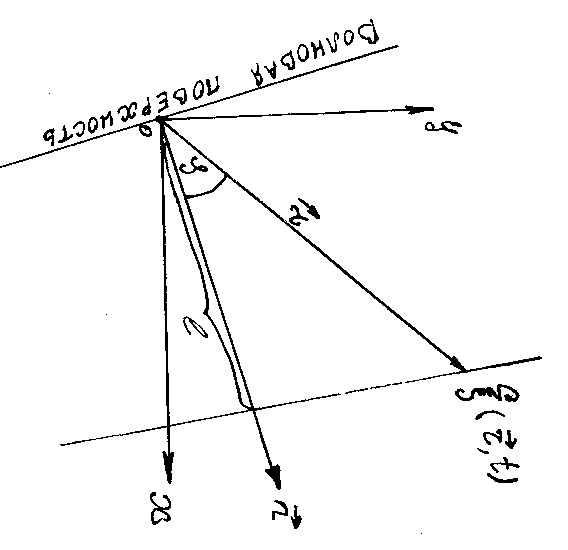 ВОЛНОВАЯ ПОВЕРХНОСТЬ
O
y
φ
r⃗
l
ξ(r⃗,t)
x
n⃗